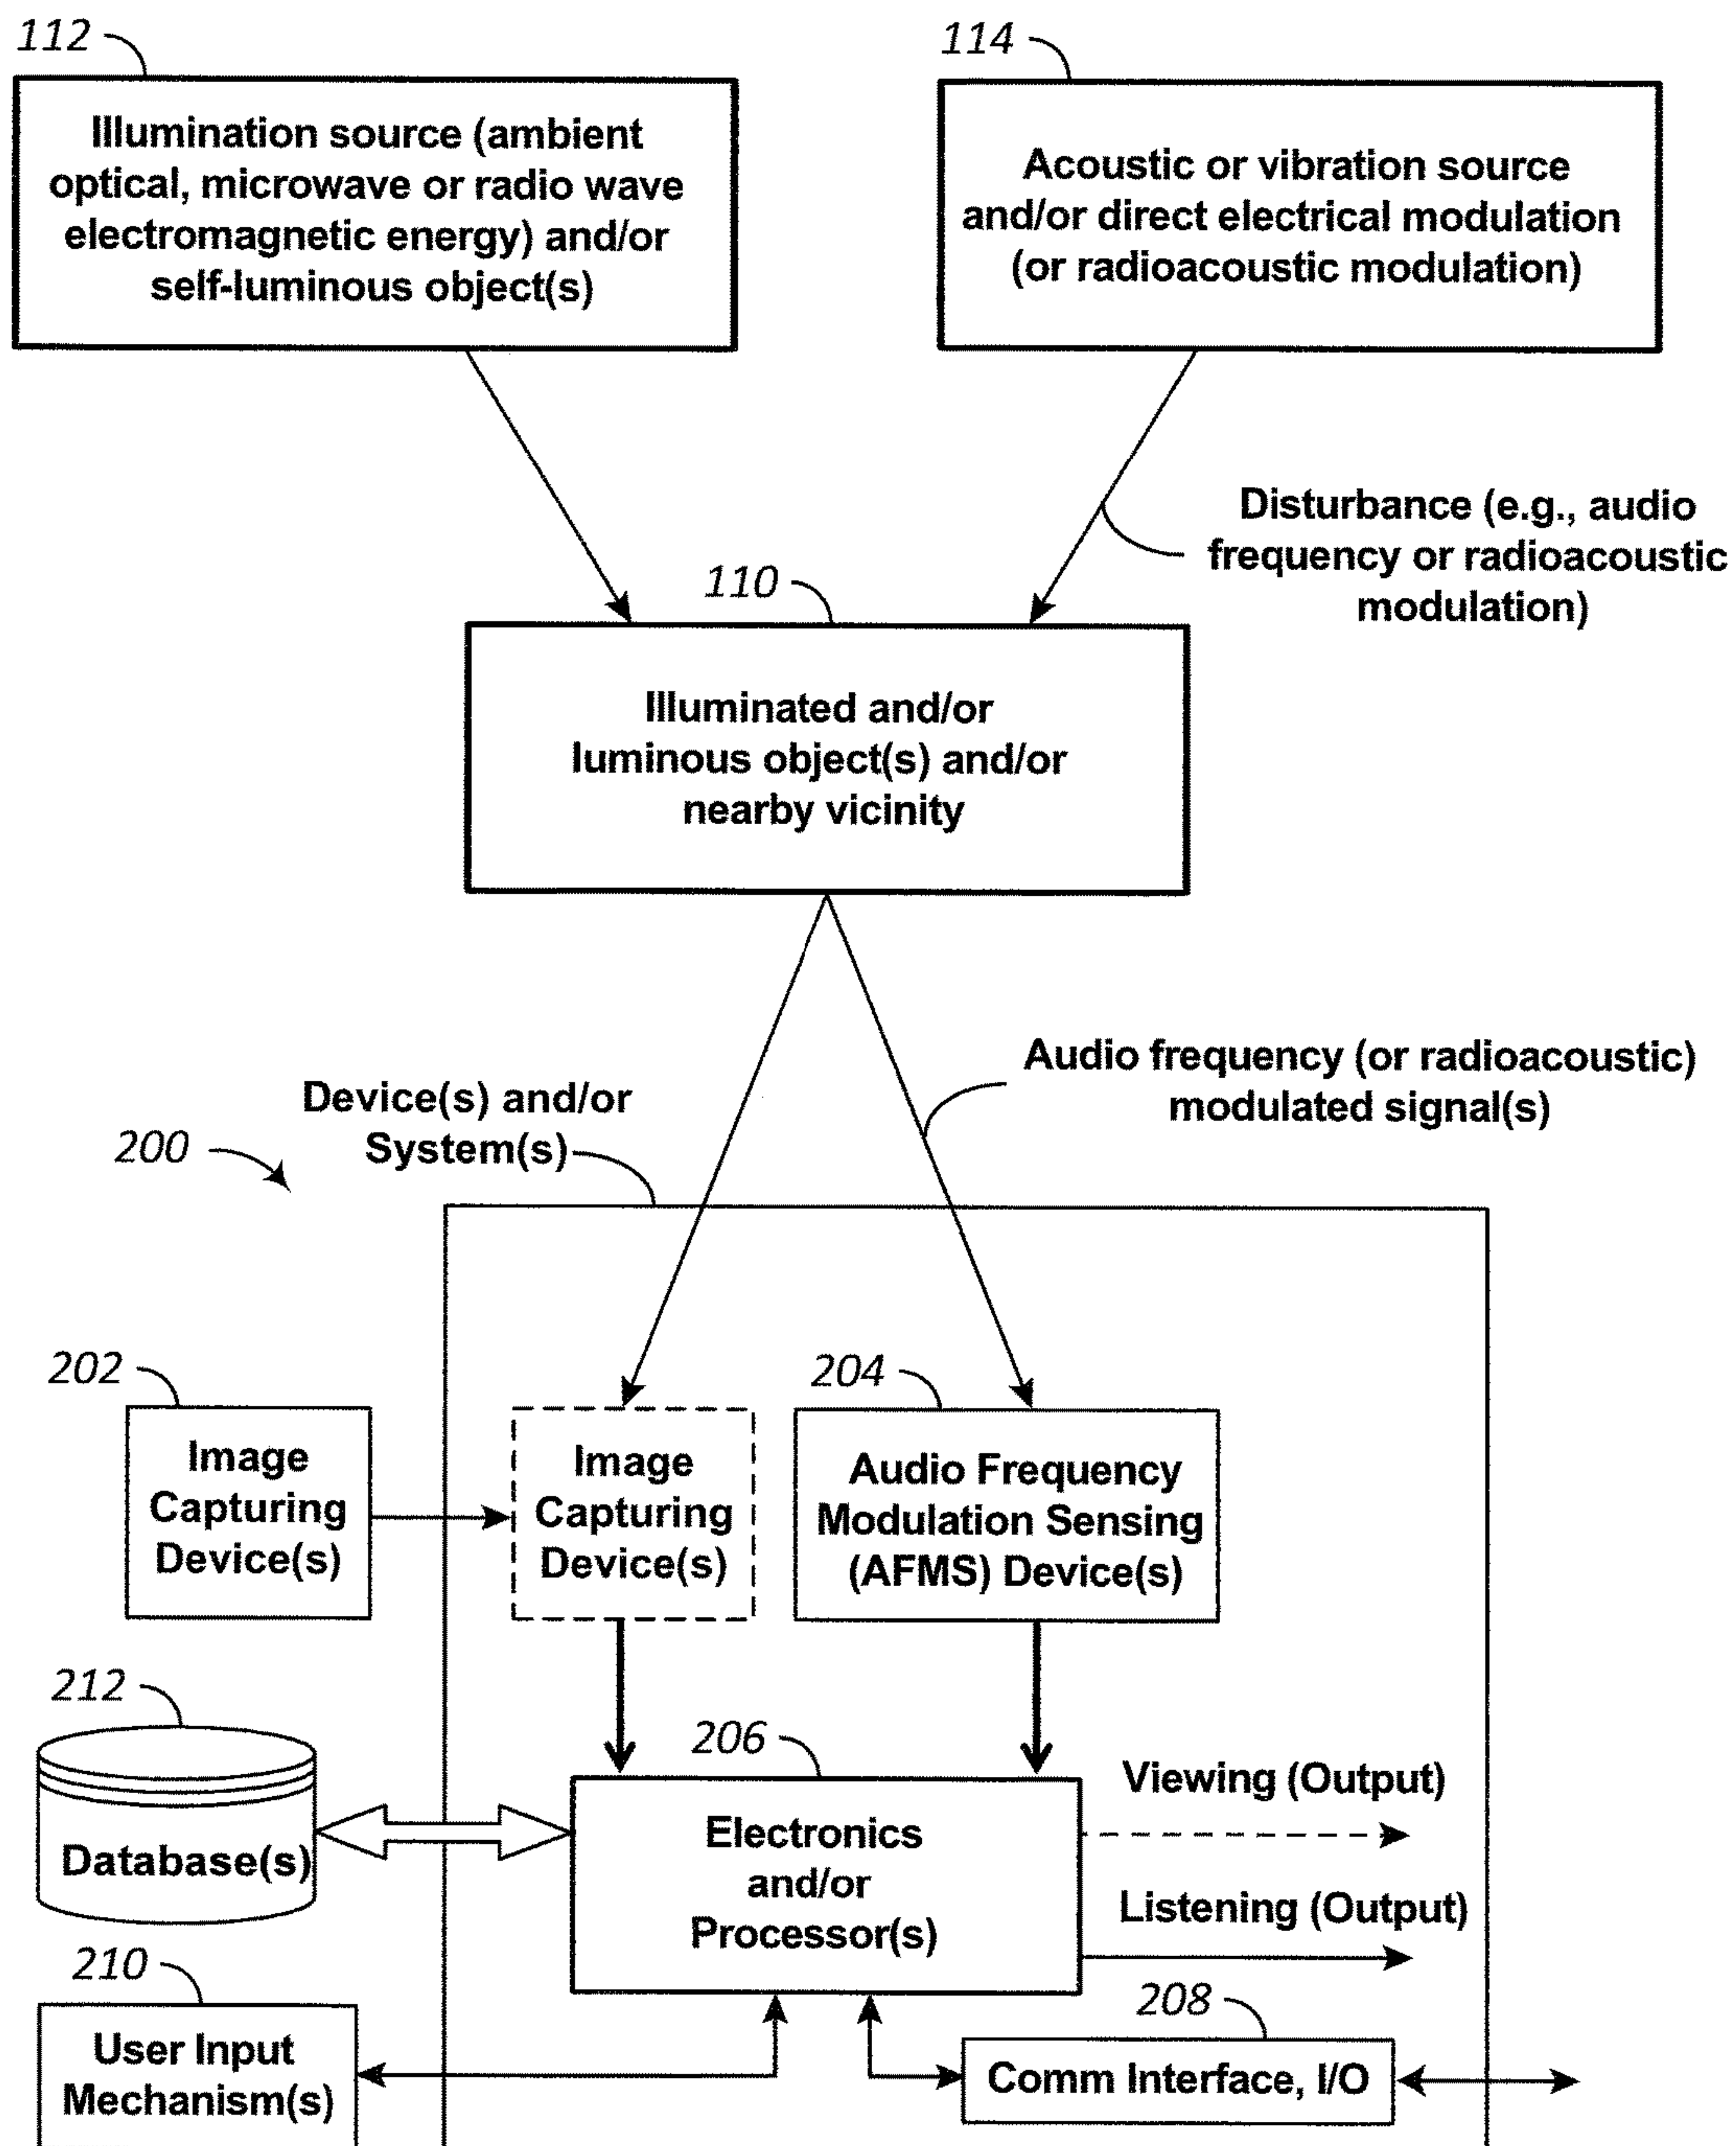 112
Illumination source (ambient
optical, microwave or radio wave
electromagnetic energy) and/or
self-luminous object(s)
114
Acoustic or vibration source
and/or direct electrical modulation
(or radioacoustic modulation)
Disturbance (e.g., audio
frequency or radioacoustic
modulation)
110
Illuminated and/or
luminous object(s) and/or
nearby vicinity
Audio frequency (or radioacoustic)
modulated signal(s)
Device(s) and/or
System(s)
200
202
Image
Capturing
Device(s)
Image
Capturing
Device(s)
204
Audio Frequency
Modulation Sensing
(AFMS) Device(s)
212
Database(s)
206
Electronics
and/or
Processor(s)
Viewing (Output)
Listening (Output)
210
User Input
Mechanism(s)
208
Comm Interface, I/O